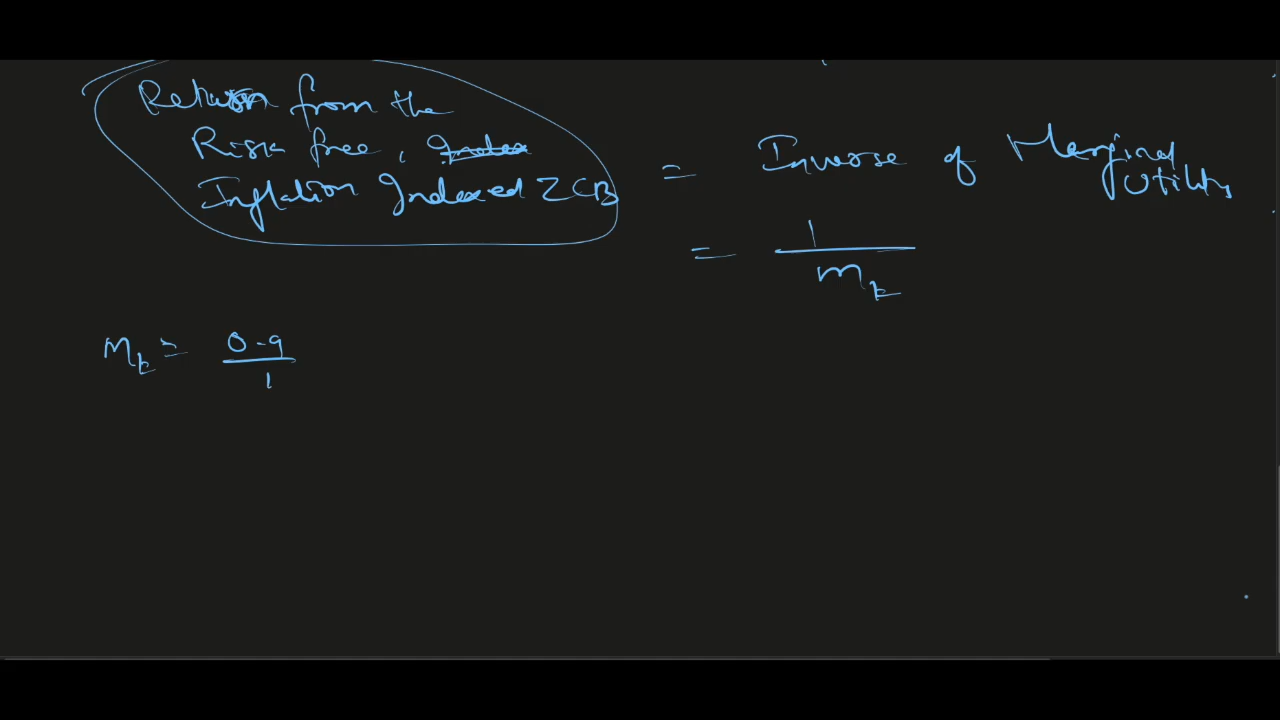 Return from the
Risk free, Index
Inflation Indexed ZCB
= Inverse of Marginal
Utility
= 1
m_t
m_t = 0.9
1